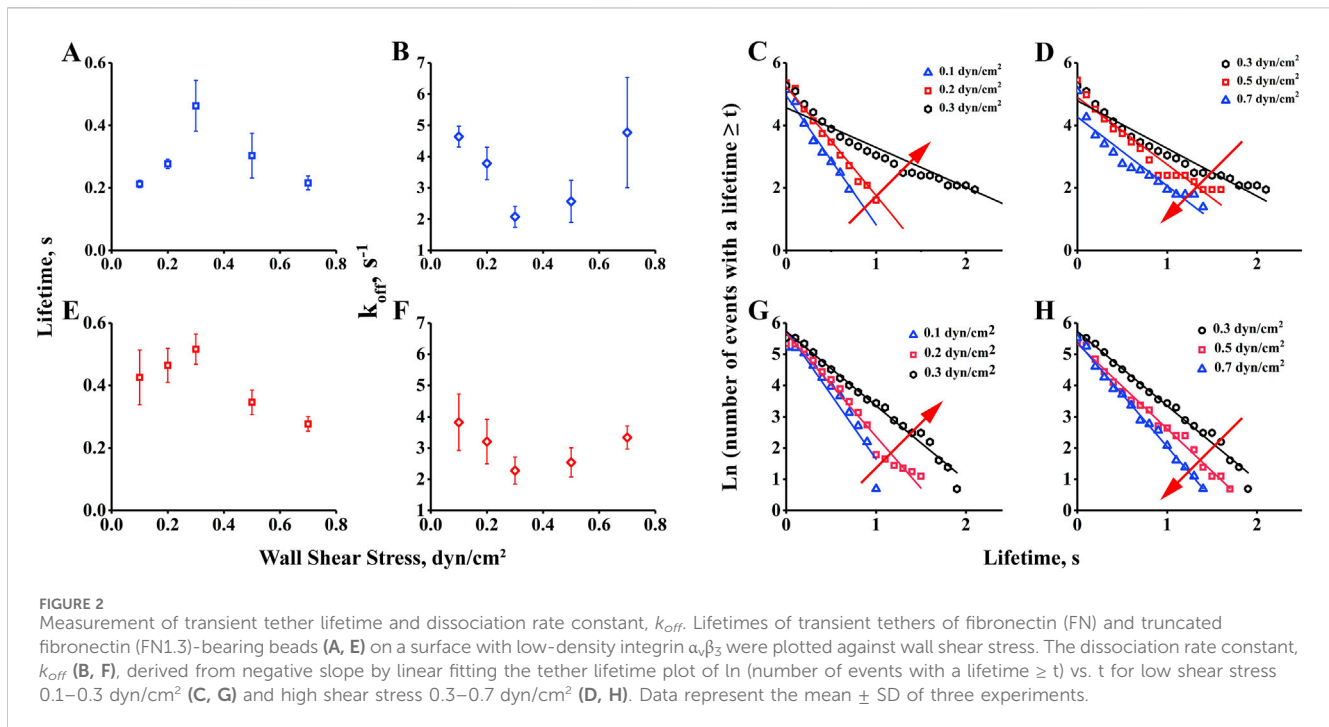 A
B
C
D
0.6
0.4
0.2
0.0
0.0 0.2 0.4 0.6 0.8
7
6
5
4
3
2
1
0.0 0.2 0.4 0.6 0.8
6
4
2
0
0 1 2
0.1 dyn/cm²
0.2 dyn/cm²
0.3 dyn/cm²
6
4
2
0
0 1 2
0.3 dyn/cm²
0.5 dyn/cm²
0.7 dyn/cm²
Lifetime, s
k_off, s⁻¹
Ln (number of events with a lifetime ≥ t)
E
F
G
H
0.6
0.4
0.2
0.0
0.0 0.2 0.4 0.6 0.8
7
6
5
4
3
2
1
0.0 0.2 0.4 0.6 0.8
6
5
4
3
2
1
0
0 1 2
0.1 dyn/cm²
0.2 dyn/cm²
0.3 dyn/cm²
6
5
4
3
2
1
0
0 1 2
0.3 dyn/cm²
0.5 dyn/cm²
0.7 dyn/cm²
Wall Shear Stress, dyn/cm²
Lifetime, s
FIGURE 2
Measurement of transient tether lifetime and dissociation rate constant, k_off. Lifetimes of transient tethers of fibronectin (FN) and truncated
fibronectin (FN1.3)-bearing beads (A, E) on a surface with low-density integrin αᵥβ₃ were plotted against wall shear stress. The dissociation rate constant,
k_off (B, F), derived from negative slope by linear fitting the tether lifetime plot of ln (number of events with a lifetime ≥ t) vs. t for low shear stress
0.1–0.3 dyn/cm² (C, G) and high shear stress 0.3–0.7 dyn/cm² (D, H). Data represent the mean ± SD of three experiments.